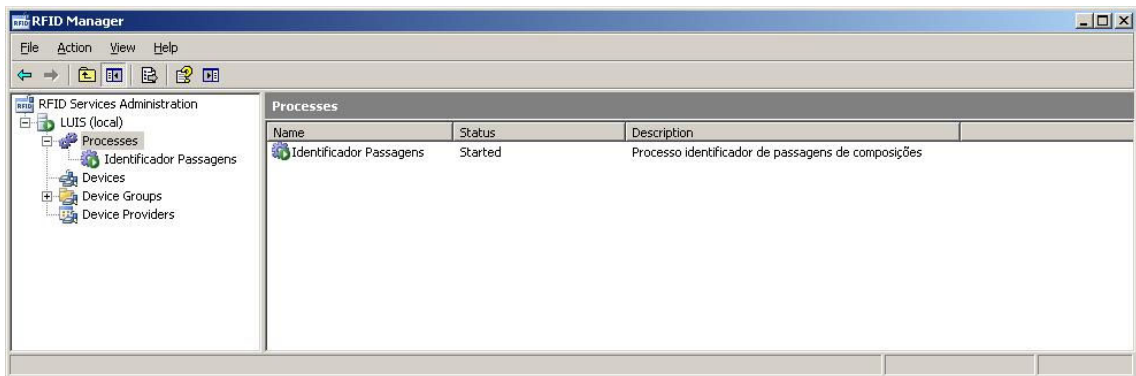 RFID Manager
File Action View Help
RFID Services Administration
LUIS (local)
Processes
Identificador Passagens
Devices
Device Groups
Device Providers
Processes
Name Status Description
Identificador Passagens Started Processo identificador de passagens de composições